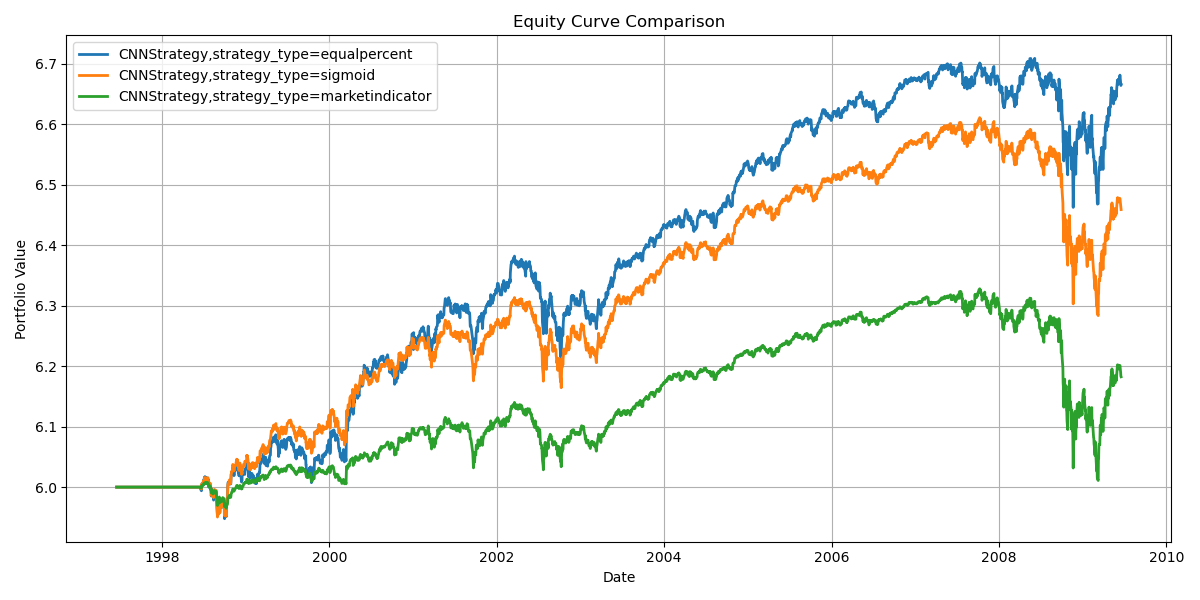 Equity Curve Comparison
CNNStrategy,strategy_type=equalpercent
CNNStrategy,strategy_type=sigmoid
CNNStrategy,strategy_type=marketindicator
Portfolio Value
6.7
6.6
6.5
6.4
6.3
6.2
6.1
6.0
1998 2000 2002 2004 2006 2008 2010
Date